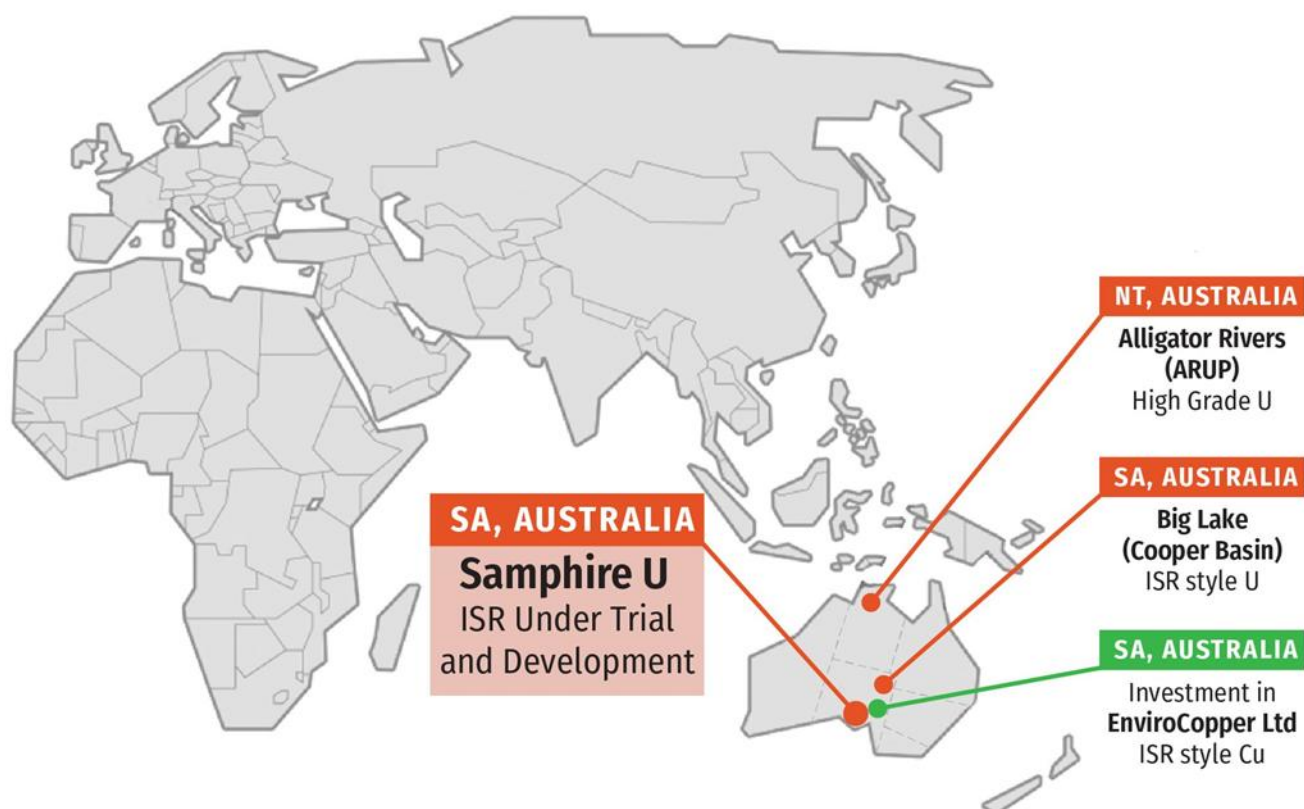 NT, AUSTRALIA
Alligator Rivers
(ARUP)
High Grade U
SA, AUSTRALIA
Big Lake
(Cooper Basin)
ISR style U
SA, AUSTRALIA
Samphire U
ISR Under Trial
and Development
SA, AUSTRALIA
Investment in
EnviroCopper Ltd
ISR style Cu